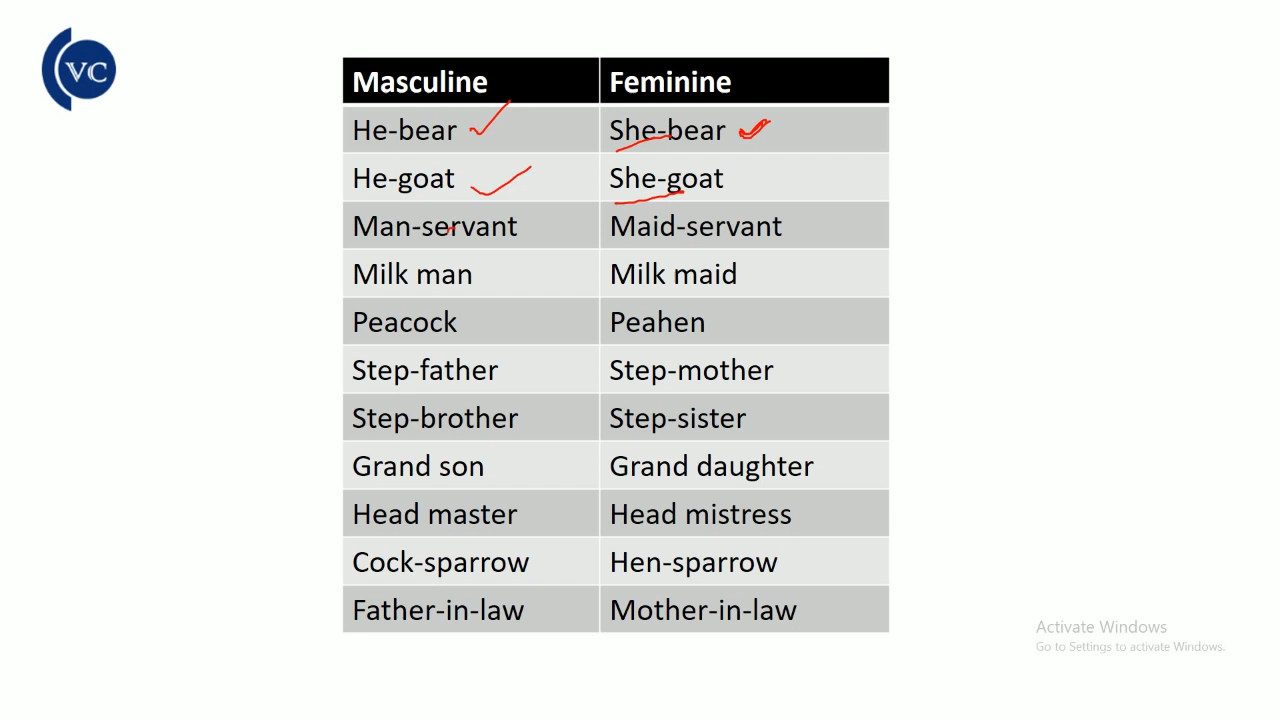 VC
Masculine Feminine
He-bear She-bear
He-goat She-goat
Man-servant Maid-servant
Milk man Milk maid
Peacock Peahen
Step-father Step-mother
Step-brother Step-sister
Grand son Grand daughter
Head master Head mistress
Cock-sparrow Hen-sparrow
Father-in-law Mother-in-law
Activate Windows
Go to Settings to activate Windows.